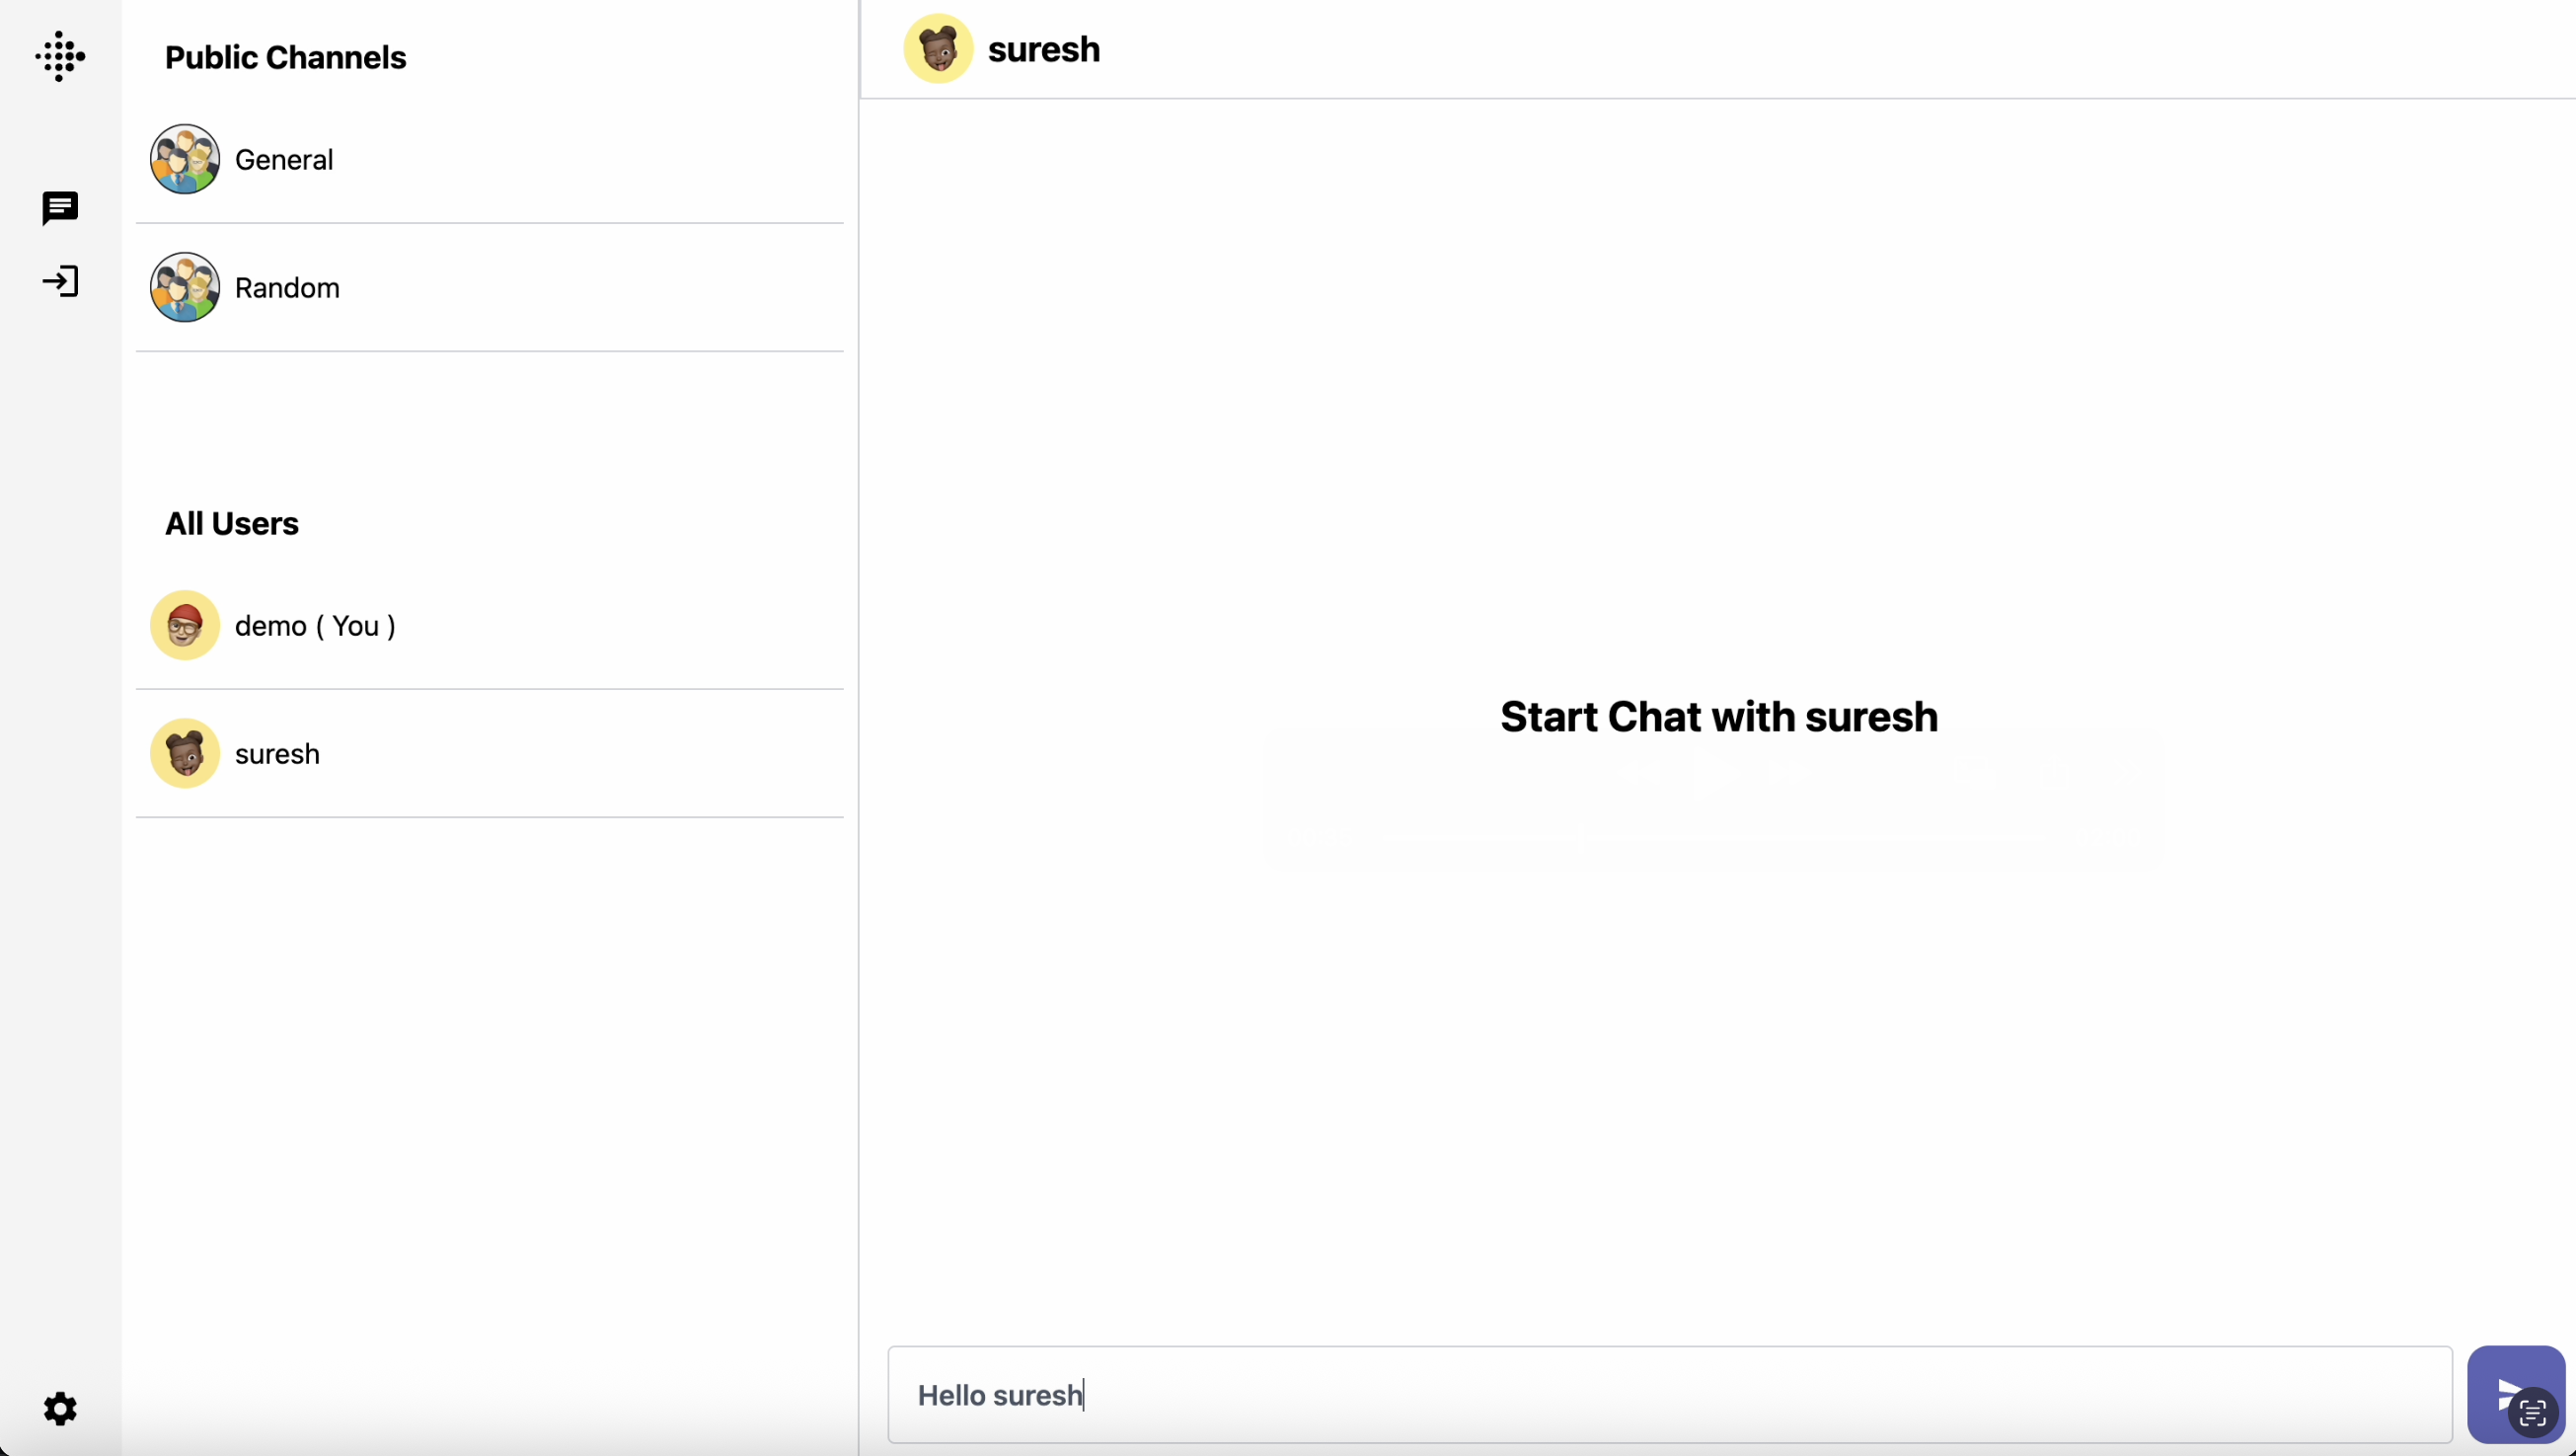 Public Channels
General
Random
All Users
demo ( You )
suresh
suresh
Start Chat with suresh
Hello suresh